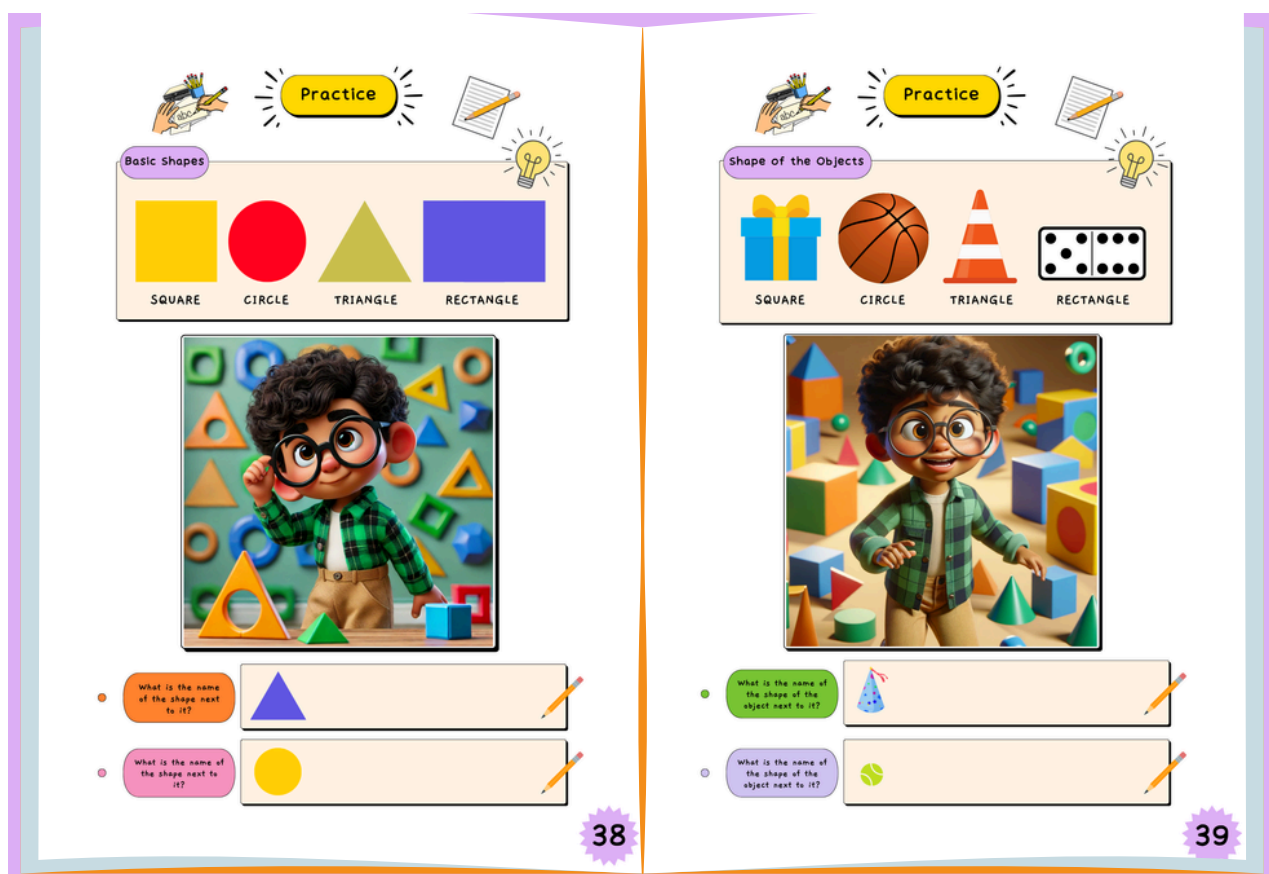 Practice
Basic Shapes
SQUARE CIRCLE TRIANGLE RECTANGLE
What is the name
of the shape next
to it?
What is the name of
the shape next to
it?
38
Practice
Shape of the Objects
SQUARE CIRCLE TRIANGLE RECTANGLE
What is the name of
the shape of the
object next to it?
What is the name of
the shape of the
object next to it?
39
abc
abc